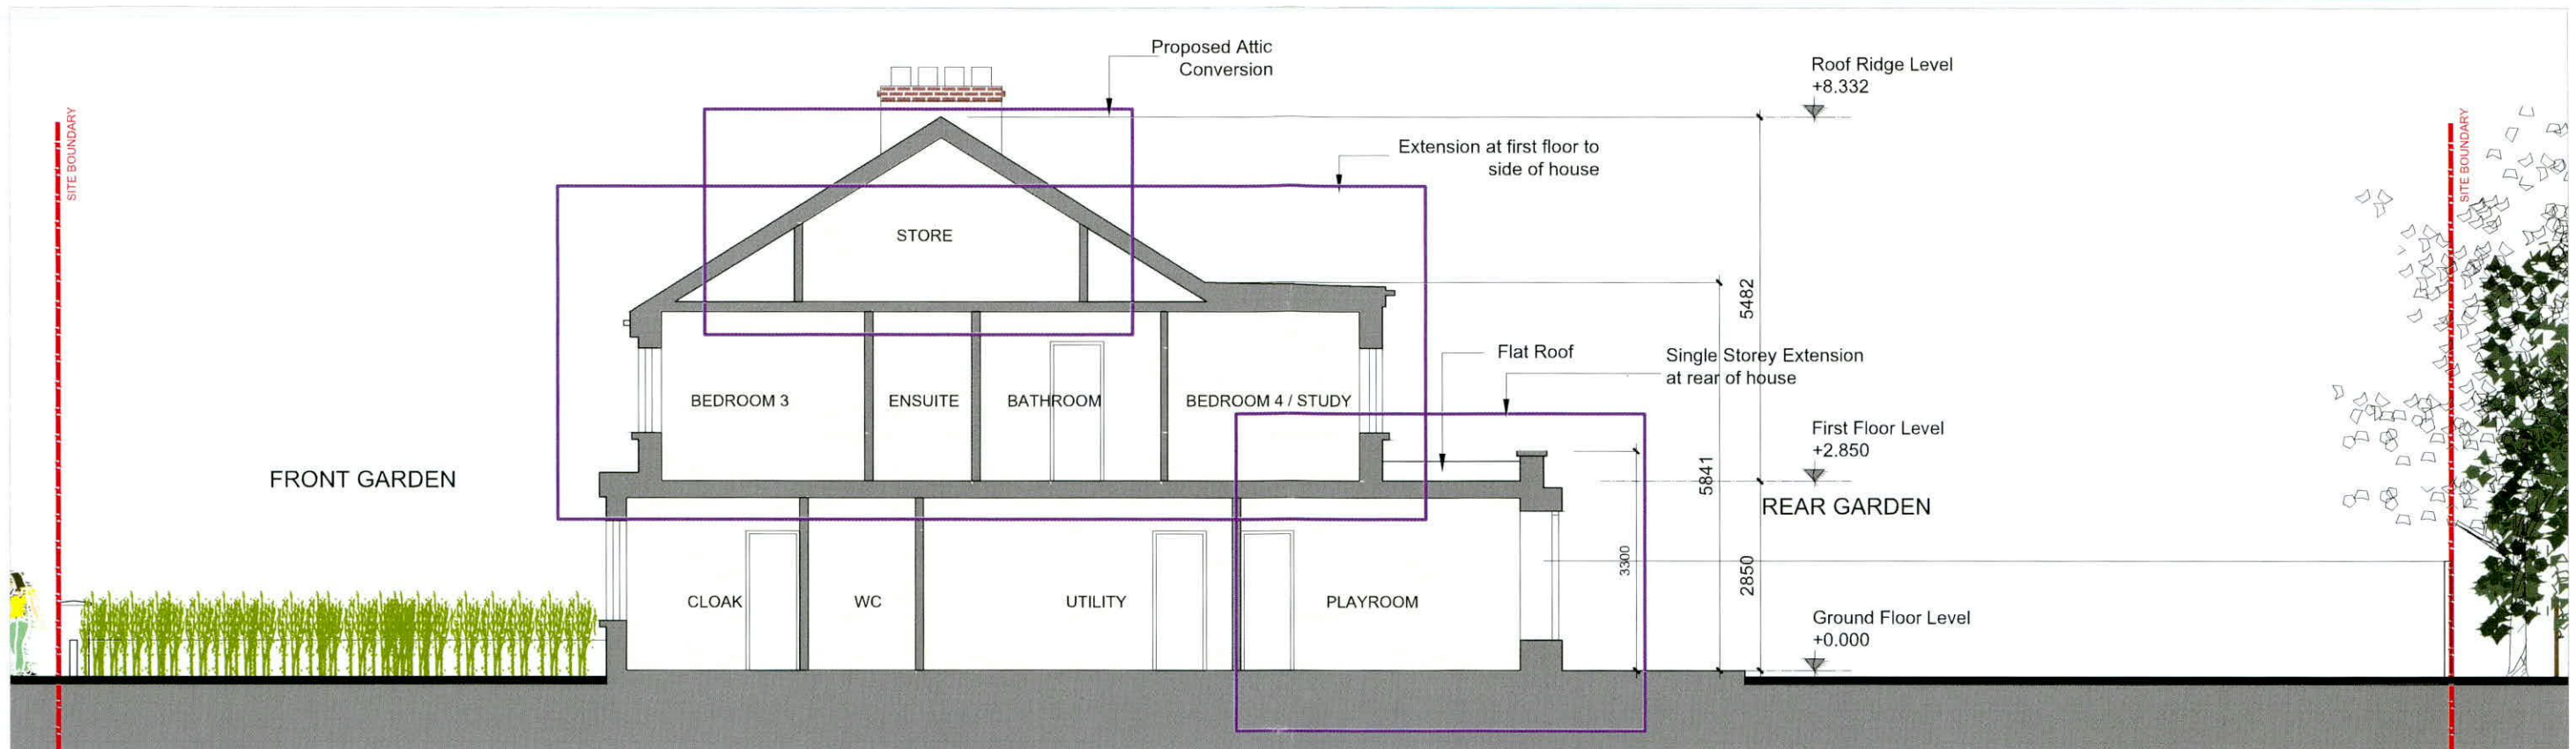 Proposed Attic
Conversion
Roof Ridge Level
+8.332
SITE BOUNDARY
SITE BOUNDARY
Extension at first floor to
side of house
STORE
5482
Flat Roof
Single Storey Extension
at rear of house
BEDROOM 3
ENSUITE
BATHROOM
BEDROOM 4 / STUDY
First Floor Level
+2.850
FRONT GARDEN
5841
REAR GARDEN
3300
2850
CLOAK
WC
UTILITY
PLAYROOM
Ground Floor Level
+0.000